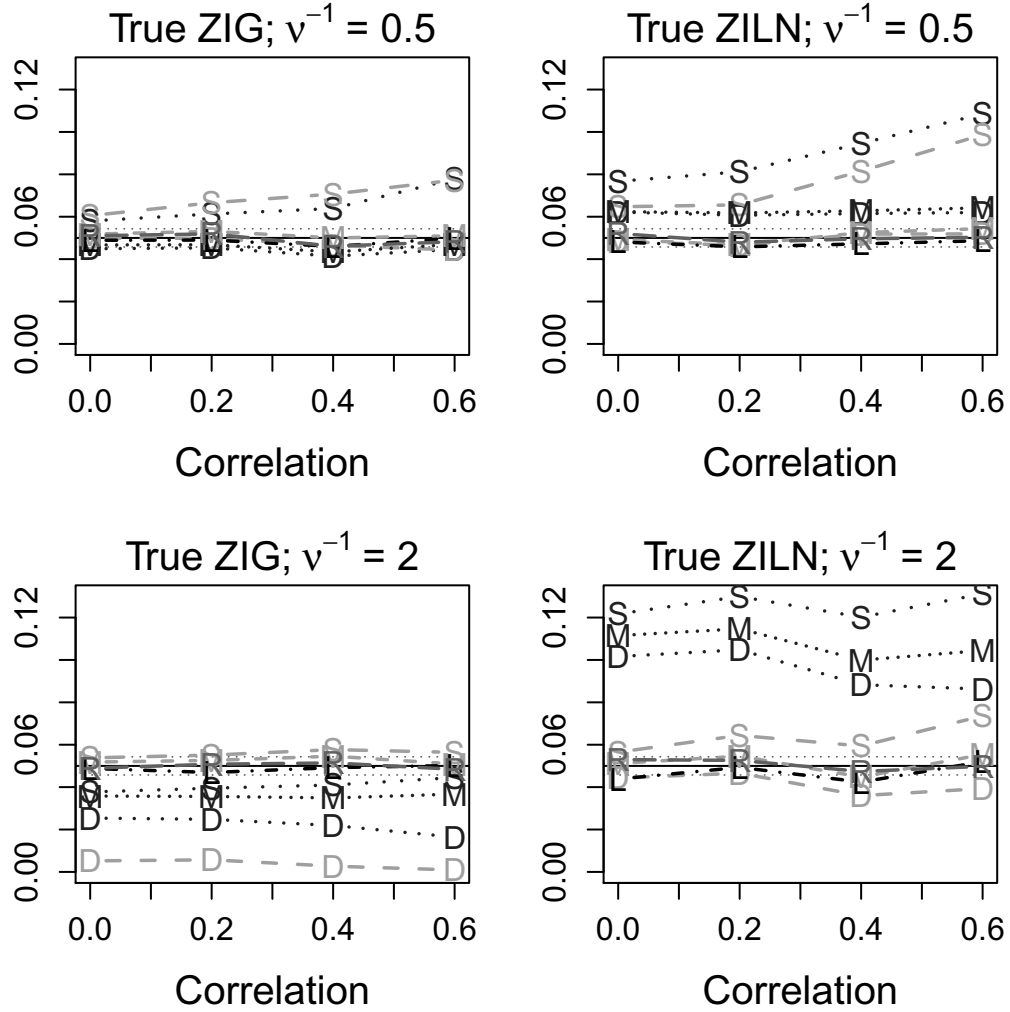 True ZIG; ν⁻¹ = 0.5
0.12
0.06
0.00
S S S S
S S S S
M
D
R
L
0.0 0.2 0.4 0.6
Correlation
True ZILN; ν⁻¹ = 0.5
0.12
0.06
0.00
S S S S
S S S S
M M M M
L L L L
0.0 0.2 0.4 0.6
Correlation
True ZIG; ν⁻¹ = 2
0.12
0.06
0.00
S S S S
R R R R
S S S S
M M M M
D D D D
D D D D
0.0 0.2 0.4 0.6
Correlation
True ZILN; ν⁻¹ = 2
0.12
0.06
0.00
S S S S
M M M M
D D D D
S S S S
R R R R
L L L L
D D D D
0.0 0.2 0.4 0.6
Correlation